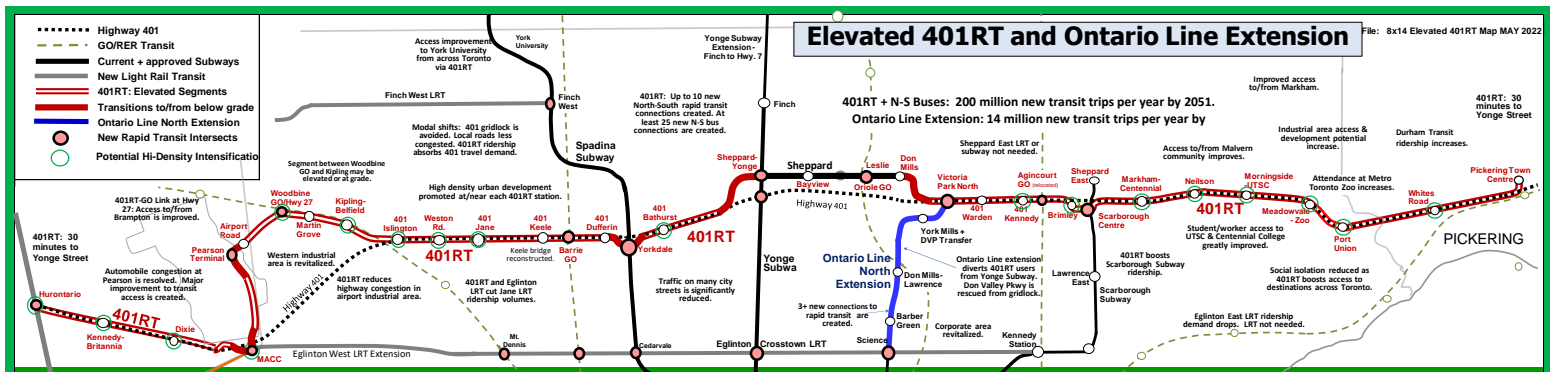 Elevated 401RT and Ontario Line Extension
File: 8x14 Elevated 401RT Map MAY 2022
Highway 401
GO/RER Transit
Current + approved Subways
New Light Rail Transit
401RT: Elevated Segments
Transitions to/from below grade
Ontario Line North Extension
New Rapid Transit Intersects
Potential Hi-Density Intensificatio
Access improvement
to York University
from across Toronto
via 401RT
York
University
Yonge Subway
Extension-
Finch to Hwy. 7
401RT + N-S Buses: 200 million new transit trips per year by 2051.
Ontario Line Extension: 14 million new transit trips per year by
Improved access
to/from Markham.
401RT: 30
minutes to
Yonge Street
Finch West LRT
Finch
West
Finch
401RT: Up to 10 new
North-South rapid transit
connections created. At
least 25 new N-S bus
connections are created.
Modal shifts: 401 gridlock is
avoided. Local roads less
congested. 401RT ridership
absorbs 401 travel demand.
Spadina
Subway
Industrial area access &
development potential
increase.
Durham Transit
ridership increases.
Segment between Woodbine
GO and Kipling may be
elevated or at grade.
High density urban development
promoted at/near each 401RT station.
Sheppard East LRT or
subway not needed.
Access to/from Malvern
community improves.
Attendance at Metro
Toronto Zoo increases.
401RT-GO Link at Hwy
27: Access to/from
Brampton is improved.
Woodbine
GO/Hwy 27
Martin
Grove
Kipling-
Belfield
401
Islington
Weston
Rd.
401
Jane
401
Keele
Keele bridge
reconstructed.
Barrie
GO
401
Dufferin
Yorkdale
401
Bathurst
Sheppard-
Yonge
Sheppard
Bayview
Highway 401
Leslie
Oriole GO
Don
Mills
Victoria
Park North
401
Warden
Agincourt
GO (relocated)
401
Kennedy
Brimley
Sheppard
East
Scarborough
Centre
Markham-
Centennial
Neilson
Morningside
UTSC
Meadowvale
- Zoo
Port
Union
Whites
Road
Pickering Town
Centre
PICKERING
401RT
401RT
401RT
401RT
401RT: 30
minutes to
Yonge Street
Airport
Road
Pearson
Terminal
Western industrial
area is revitalized.
Automobile congestion at
Pearson is resolved. Major
improvement to transit
access is created.
Highway 401
401RT reduces
highway congestion in
airport industrial area.
401RT and Eglinton
LRT cut Jane LRT
ridership volumes.
Traffic on many city
streets is significantly
reduced.
Yonge
Subwa
York Mills +
DVP Transfer
Ontario Line
North
Extension
Don Mills-
Lawrence
Ontario Line extension
diverts 401RT users
from Yonge Subway.
Don Valley Pkwy is
rescued from gridlock.
3+ new connections to
rapid transit are
created.
Barber
Green
Corporate area
revitalized.
Lawrence
East
401RT boosts
Scarborough Subway
ridership.
Scarborough
Subway
Student/worker access to
UTSC & Centennial College
greatly improved.
Social isolation reduced as
401RT boosts access to
destinations across Toronto.
Eglinton East LRT ridership
demand drops. LRT not needed.
Hurontario
Kennedy-
Britannia
Dixie
MACC
Eglinton West LRT Extension
Mt.
Dennis
Cedarvale
Eglinton
Crosstown LRT
Science
Kennedy
Station